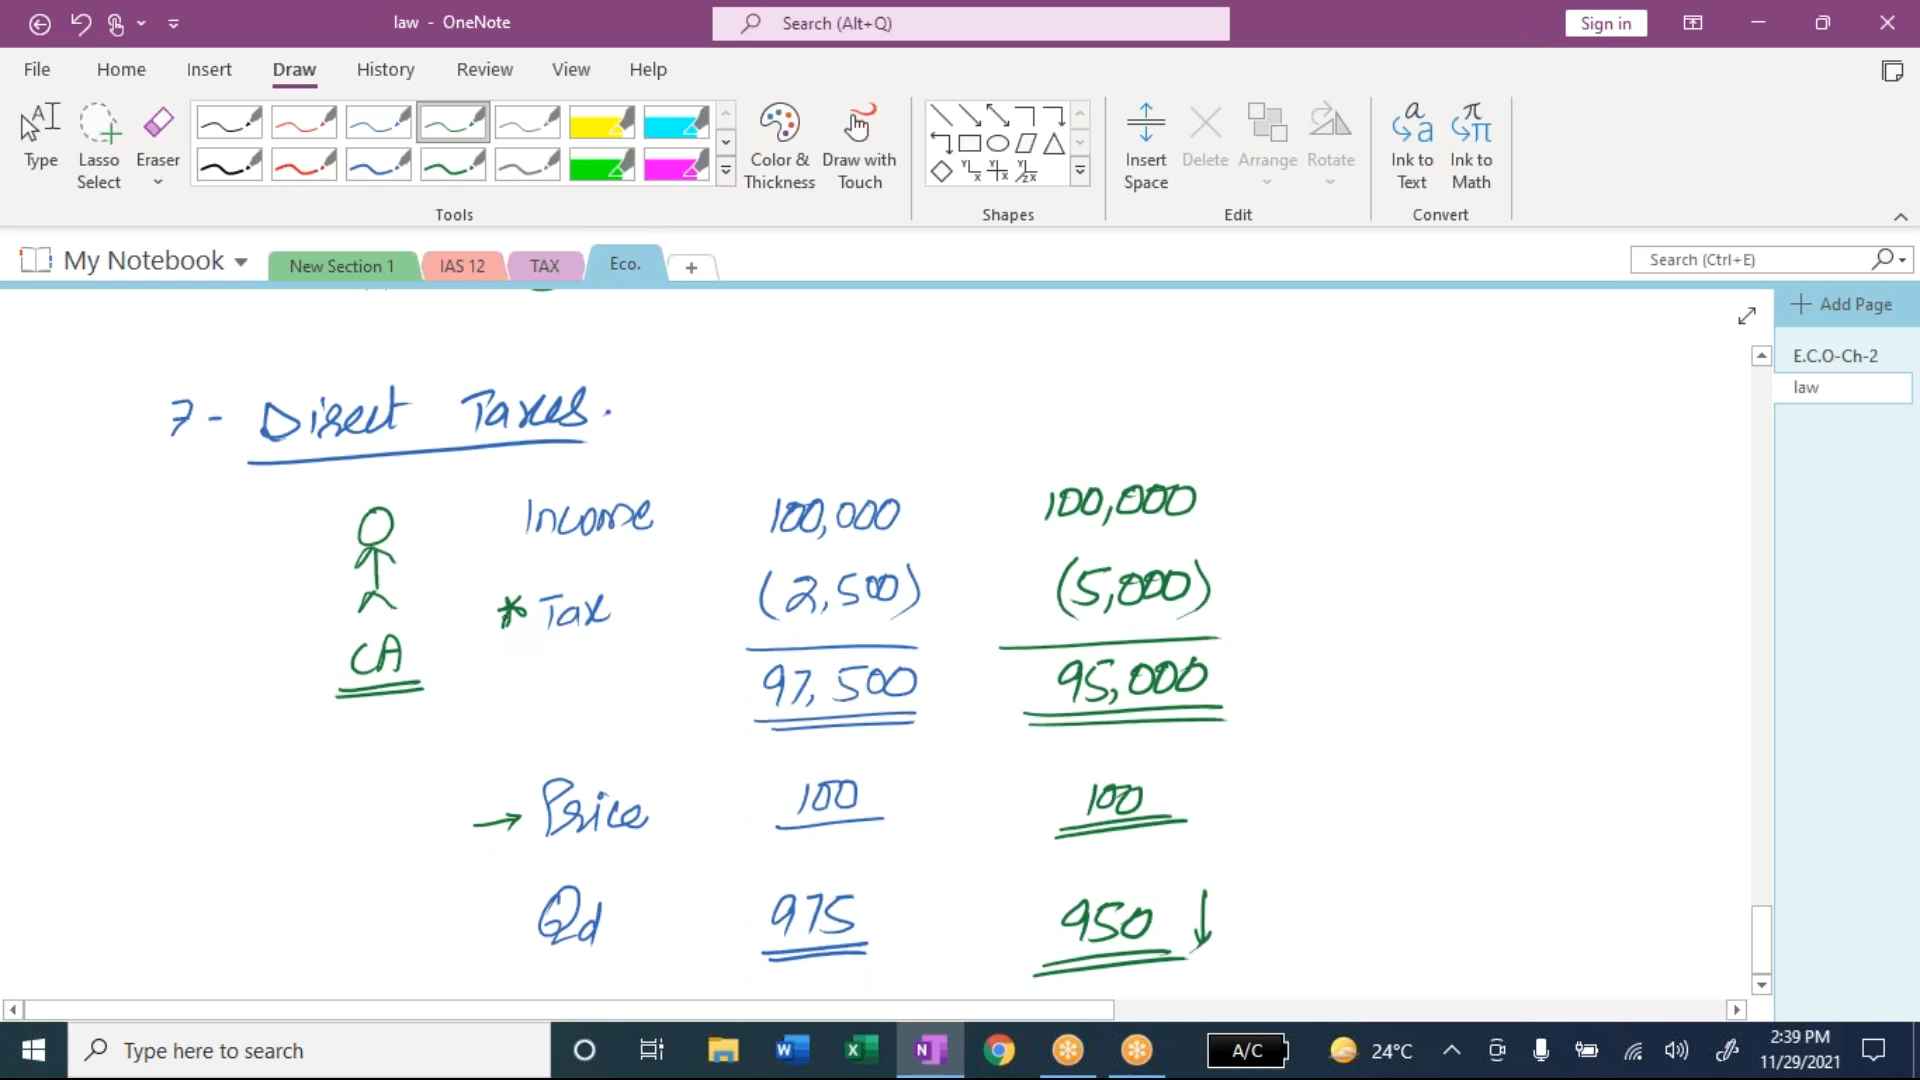 law - OneNote
Search (Alt+Q)
Sign in
File Home Insert Draw History Review View Help
Type
Lasso Select
Eraser
Color & Thickness
Draw with Touch
Insert Space
Delete
Arrange
Rotate
Ink to Text
Ink to Math
Tools
Shapes
Edit
Convert
My Notebook
New Section 1
IAS 12
TAX
Eco.
Search (Ctrl+E)
Add Page
E.C.O-Ch-2
law
7 - Direct Taxes.
Income 100,000 100,000
* Tax (2,500) (5,000)
CA
97,500 95,000
→ Price 100 100
Qd 975 950 ↓
Type here to search
A/C
24°C
2:39 PM
11/29/2021